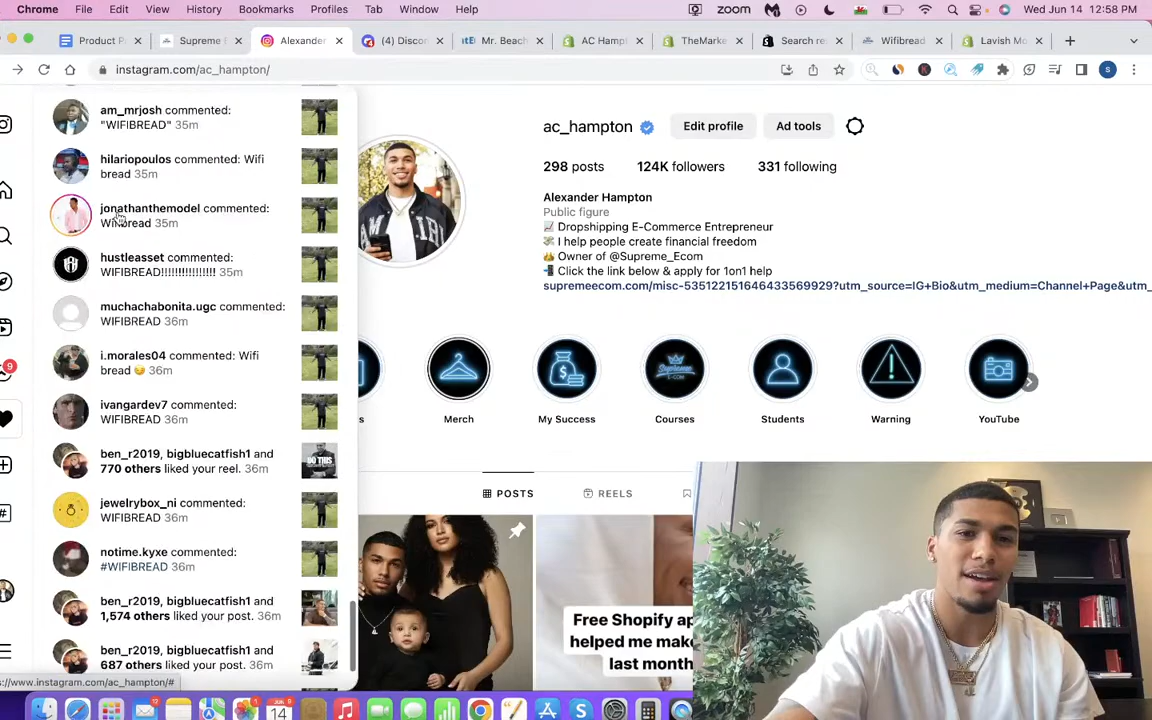 Chrome File Edit View History Bookmarks Profiles Tab Window Help zoom Wed Jun 14 12:58 PM
Product P Supreme E Alexander (4) Discor Mr. Beach AC Hampl TheMarke Search re Wifibread Lavish Mo
instagram.com/ac_hampton/
am_mrjosh commented:
"WIFIBREAD" 35m
hilariopoulos commented: Wifi
bread 35m
jonathanthemodel commented:
35m
hustleasset commented:
WIFIBREAD!!!!!!!!!!!!!!!!! 35m
muchachabonita.ugc commented:
WIFIBREAD 36m
i.morales04 commented: Wifi
bread 😏 36m
ivangardev7 commented:
WIFIBREAD 36m
ben_r2019, bigbluecatfish1 and
770 others liked your reel. 36m
jewelrybox_ni commented:
WIFIBREAD 36m
notime.kyxe commented:
#WIFIBREAD 36m
ben_r2019, bigbluecatfish1 and
1,574 others liked your post. 36m
ben_r2019, bigbluecatfish1 and
687 others liked your post. 36m
s://www.instagram.com/ac_hampton/#
ac_hampton Edit profile Ad tools
298 posts 124K followers 331 following
Alexander Hampton
Public figure
📈 Dropshipping E-Commerce Entrepreneur
💸 I help people create financial freedom
👑 Owner of @Supreme_Ecom
📲 Click the link below & apply for 1on1 help
supremeecom.com/misc-535122151646433569929?utm_source=IG+Bio&utm_medium=Channel+Page&utm_
s Merch My Success Courses Students Warning YouTube
POSTS REELS
DO THIS
Free Shopify ap
helped me make
last month
9
S
14